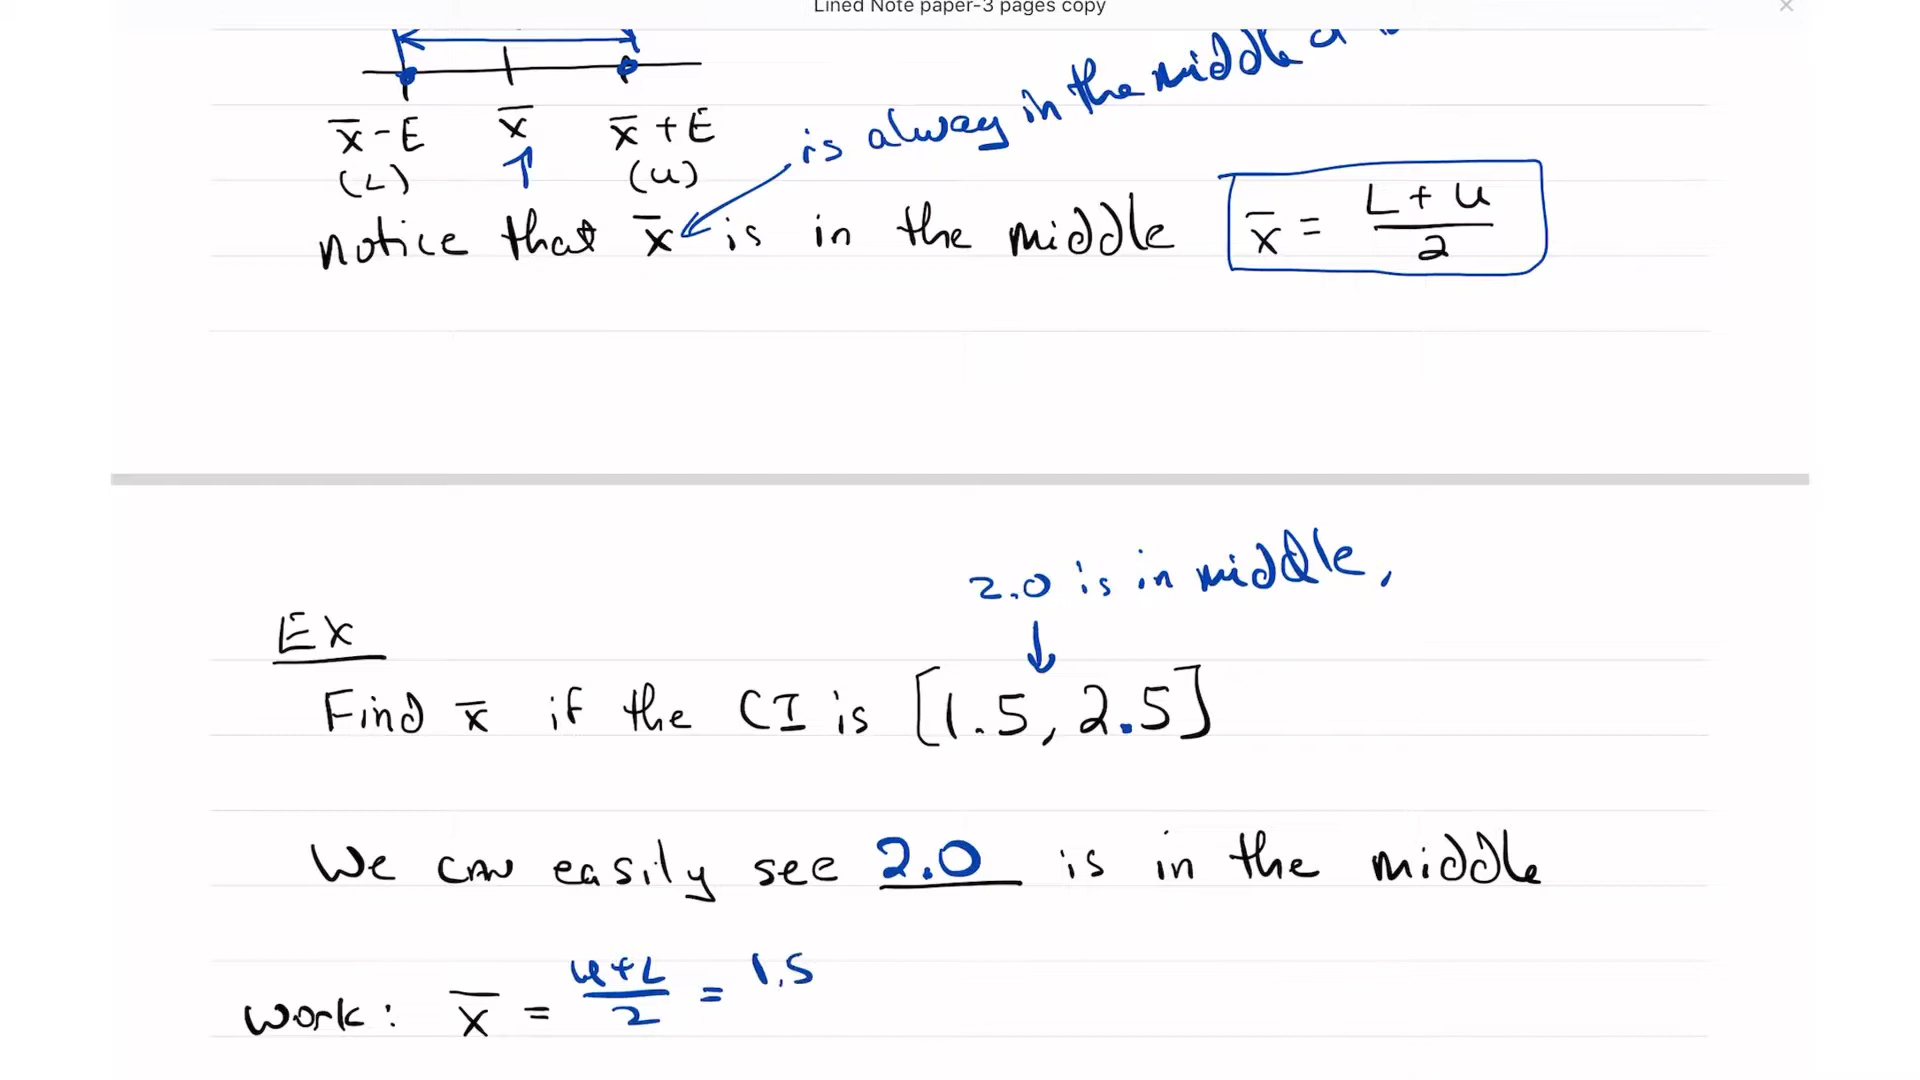 Lined Note paper-3 pages copy
x̄ - E x̄ x̄ + E
(L) (U)
is alway in the middle
notice that x̄ is in the middle x̄ = L + U / 2
2.0 is in middle,
Ex
Find x̄ if the CI is [1.5, 2.5]
We can easily see 2.0 is in the middle
work: x̄ = U+L / 2 = 1.5